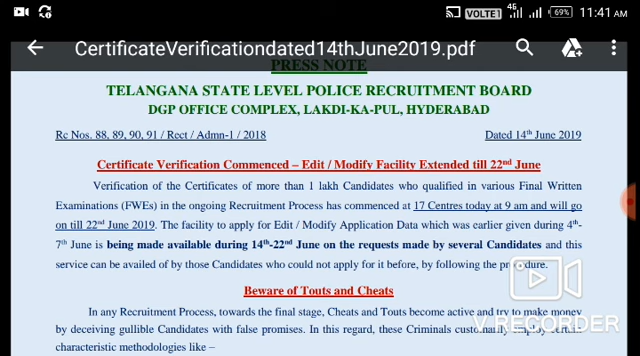 VOLTE1 4G 69% 11:41 AM
CertificateVerificationdated14thJune2019.pdf
PRESS NOTE
TELANGANA STATE LEVEL POLICE RECRUITMENT BOARD
DGP OFFICE COMPLEX, LAKDI-KA-PUL, HYDERABAD
Rc Nos. 88, 89, 90, 91 / Rect / Admn-1 / 2018 Dated 14th June 2019
Certificate Verification Commenced – Edit / Modify Facility Extended till 22nd June
Verification of the Certificates of more than 1 lakh Candidates who qualified in various Final Written
Examinations (FWEs) in the ongoing Recruitment Process has commenced at 17 Centres today at 9 am and will go
on till 22nd June 2019. The facility to apply for Edit / Modify Application Data which was earlier given during 4th-
7th June is being made available during 14th-22nd June on the requests made by several Candidates and this
service can be availed of by those Candidates who could not apply for it before, by following the procedure.
Beware of Touts and Cheats
In any Recruitment Process, towards the final stage, Cheats and Touts become active and try to make money
by deceiving gullible Candidates with false promises. In this regard, these Criminals customarily employ certain
characteristic methodologies like –
V RECORDER